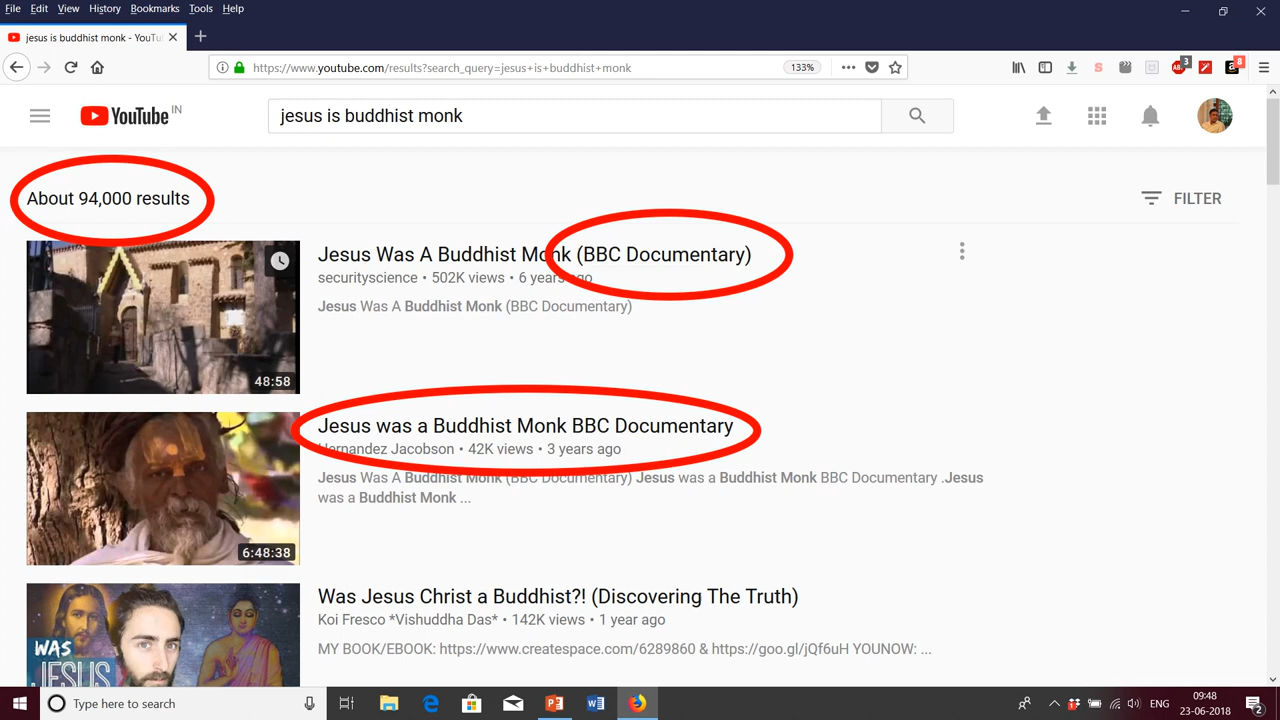 File Edit View History Bookmarks Tools Help
jesus is buddhist monk - YouTu
https://www.youtube.com/results?search_query=jesus+is+buddhist+monk 133%
3 8
YouTube IN
jesus is buddhist monk
About 94,000 results
FILTER
Jesus Was A Buddhist Monk (BBC Documentary)
securityscience • 502K views • 6 years ago
Jesus Was A Buddhist Monk (BBC Documentary)
48:58
Jesus was a Buddhist Monk BBC Documentary
Hernandez Jacobson • 42K views • 3 years ago
Jesus Was A Buddhist Monk (BBC Documentary) Jesus was a Buddhist Monk BBC Documentary .Jesus
was a Buddhist Monk ...
6:48:38
Was Jesus Christ a Buddhist?! (Discovering The Truth)
Koi Fresco *Vishuddha Das* • 142K views • 1 year ago
MY BOOK/EBOOK: https://www.createspace.com/6289860 & https://goo.gl/jQf6uH YOUNOW: ...
WAS
JESUS
Type here to search
ENG
09:48
23-06-2018
2